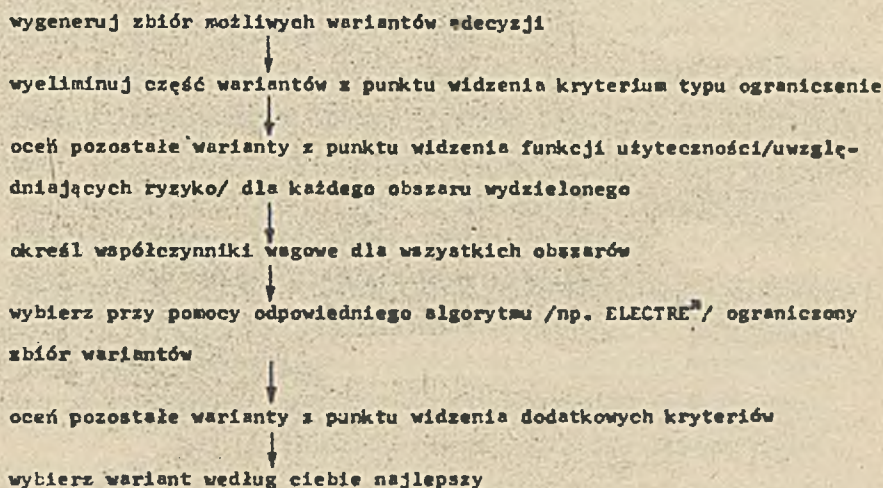 wygeneruj zbiór możliwych wariantów decyzji
wyeliminuj część wariantów z punktu widzenia kryterium typu ograniczenie
oceń pozostałe warianty z punktu widzenia funkcji użyteczności/uwzglę-
dniających ryzyko/ dla każdego obszaru wydzielonego
określ współczynniki wagowe dla wszystkich obszarów
wybierz przy pomocy odpowiedniego algorytmu /np. ELECTRE / ograniczony
zbiór wariantów
oceń pozostałe warianty z punktu widzenia dodatkowych kryteriów
wybierz wariant według ciebie najlepszy